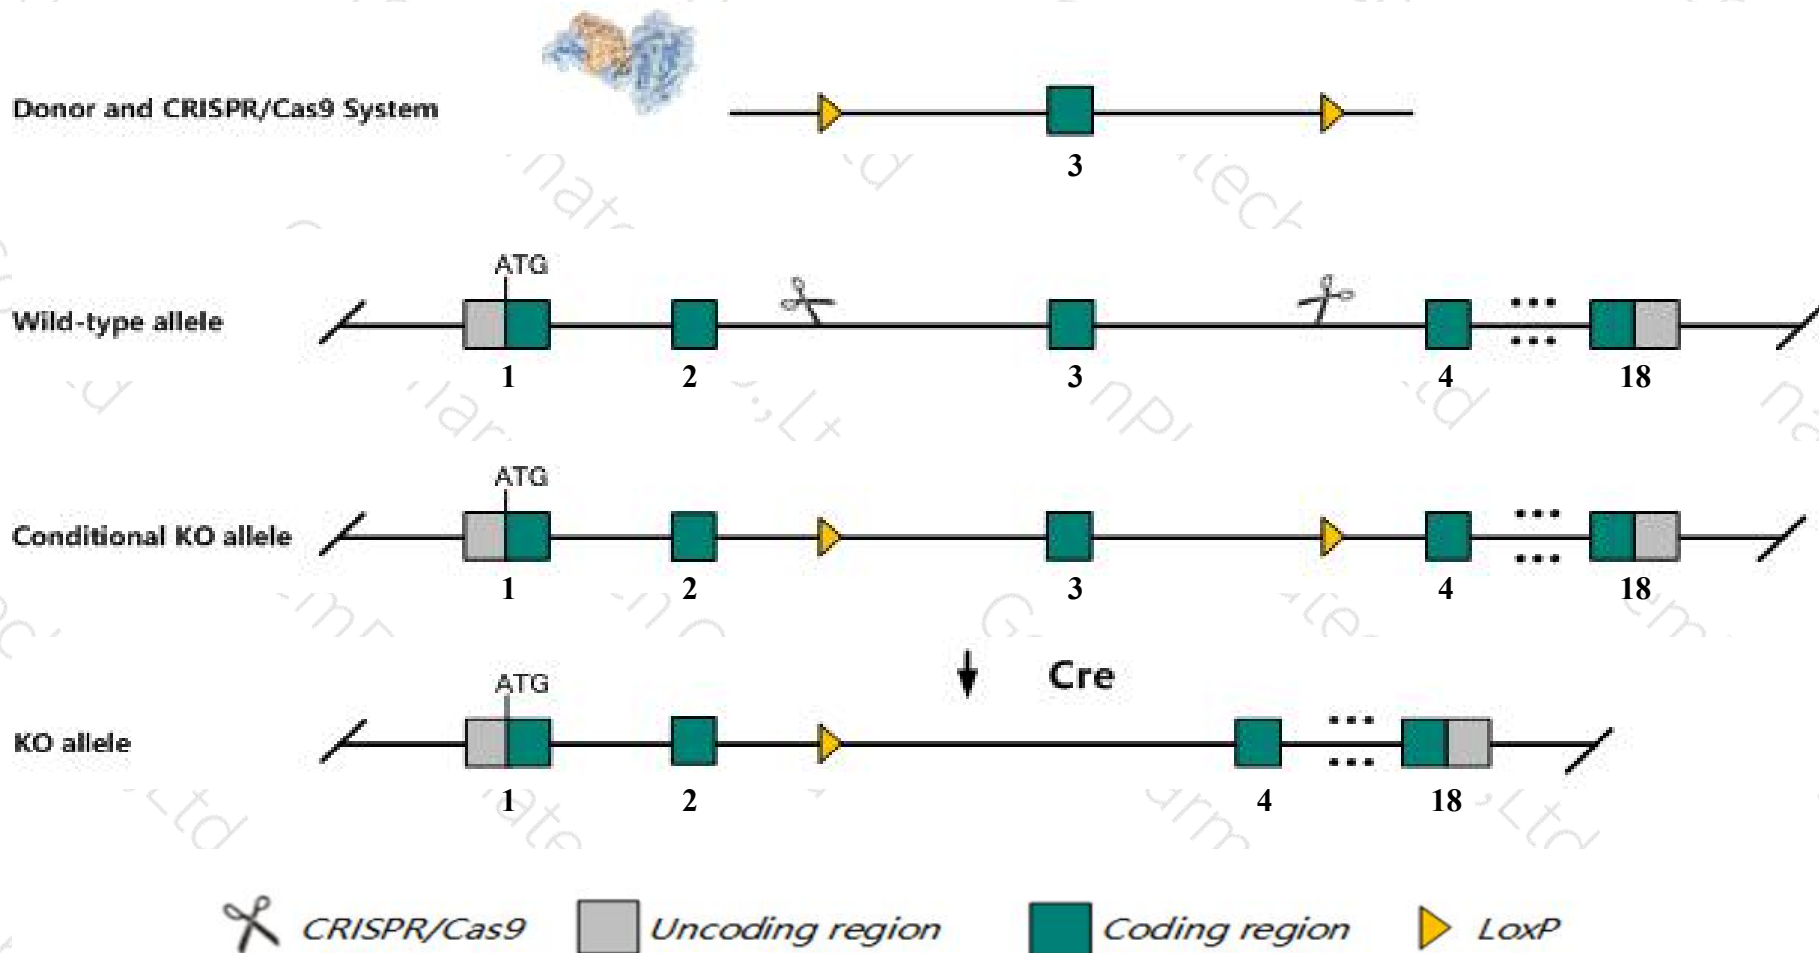 Donor and CRISPR/Cas9 System
3
ATG
Wild-type allele
1 2 3 4 18
ATG
Conditional KO allele
1 2 3 4 18
Cre
ATG
KO allele
1 2 4 18
CRISPR/Cas9 Uncoding region Coding region LoxP